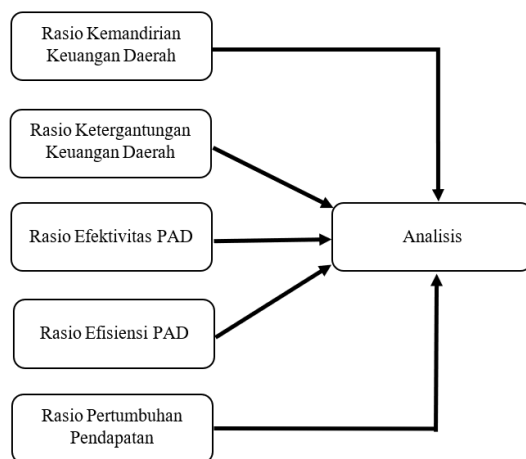 Rasio Kemandirian
Keuangan Daerah
Rasio Ketergantungan
Keuangan Daerah
Rasio Efektivitas PAD
Analisis
Rasio Efisiensi PAD
Rasio Pertumbuhan
Pendapatan